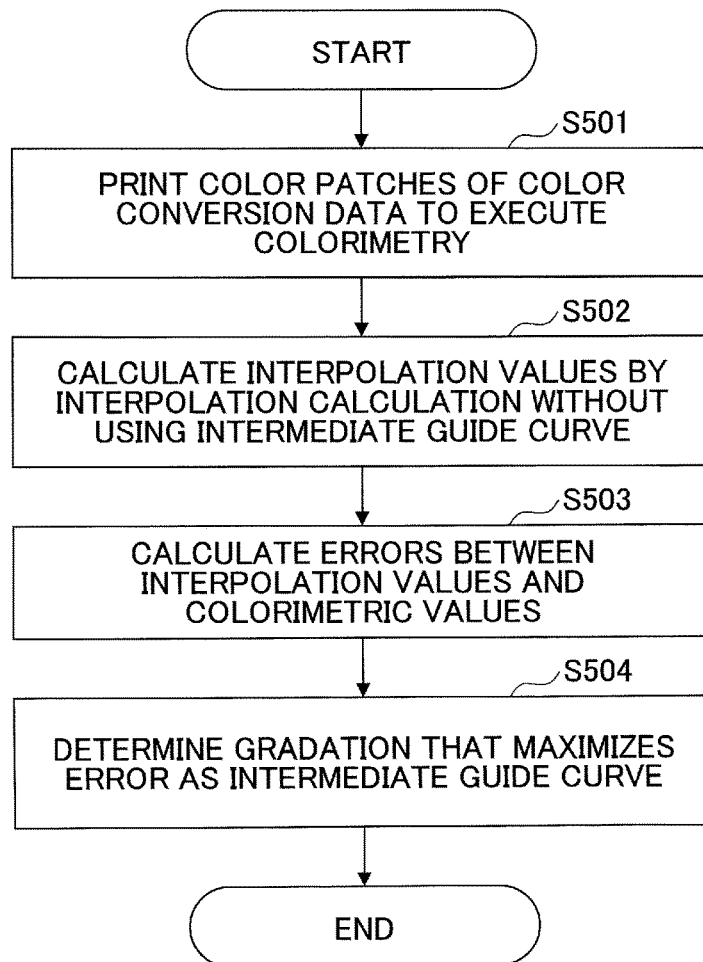 START
S501
PRINT COLOR PATCHES OF COLOR
CONVERSION DATA TO EXECUTE
COLORIMETRY
S502
CALCULATE INTERPOLATION VALUES BY
INTERPOLATION CALCULATION WITHOUT
USING INTERMEDIATE GUIDE CURVE
S503
CALCULATE ERRORS BETWEEN
INTERPOLATION VALUES AND
COLORIMETRIC VALUES
S504
DETERMINE GRADATION THAT MAXIMIZES
ERROR AS INTERMEDIATE GUIDE CURVE
END